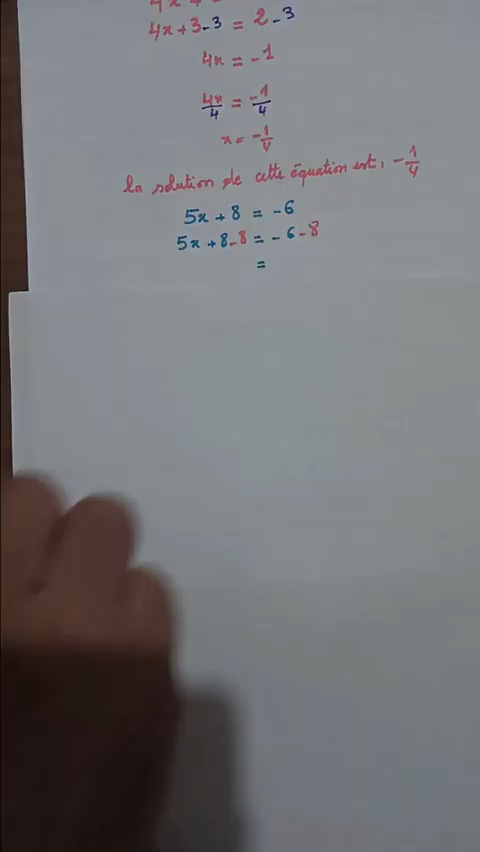 4x + 3 - 3 = 2 - 3
4x = - 1
4x/4 = -1/4
x = -1/4
la solution de cette équation est : -1/4
5x + 8 = -6
5x + 8 - 8 = - 6 - 8
=